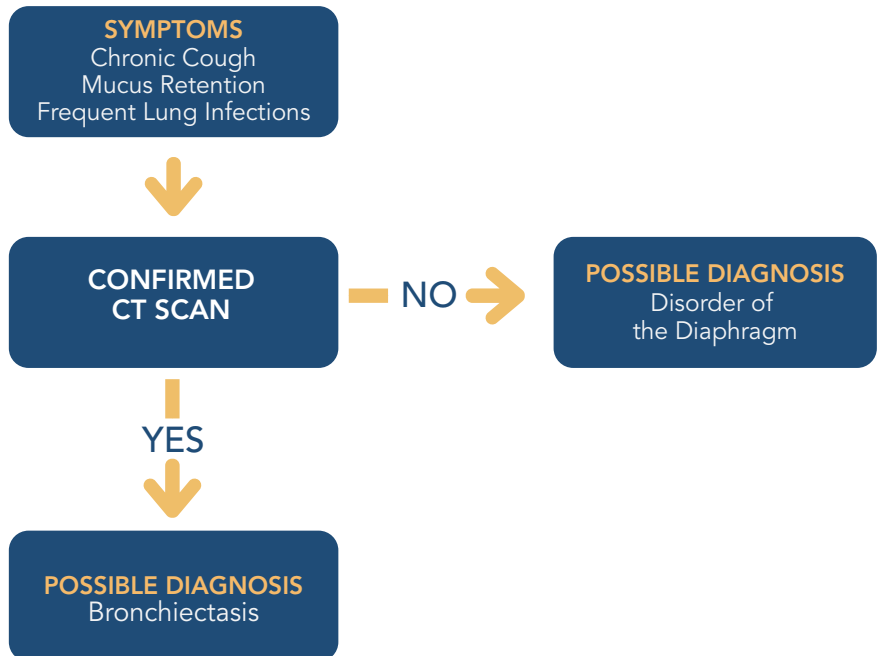 SYMPTOMS
Chronic Cough
Mucus Retention
Frequent Lung Infections
CONFIRMED
CT SCAN
NO
POSSIBLE DIAGNOSIS
Disorder of
the Diaphragm
YES
POSSIBLE DIAGNOSIS
Bronchiectasis